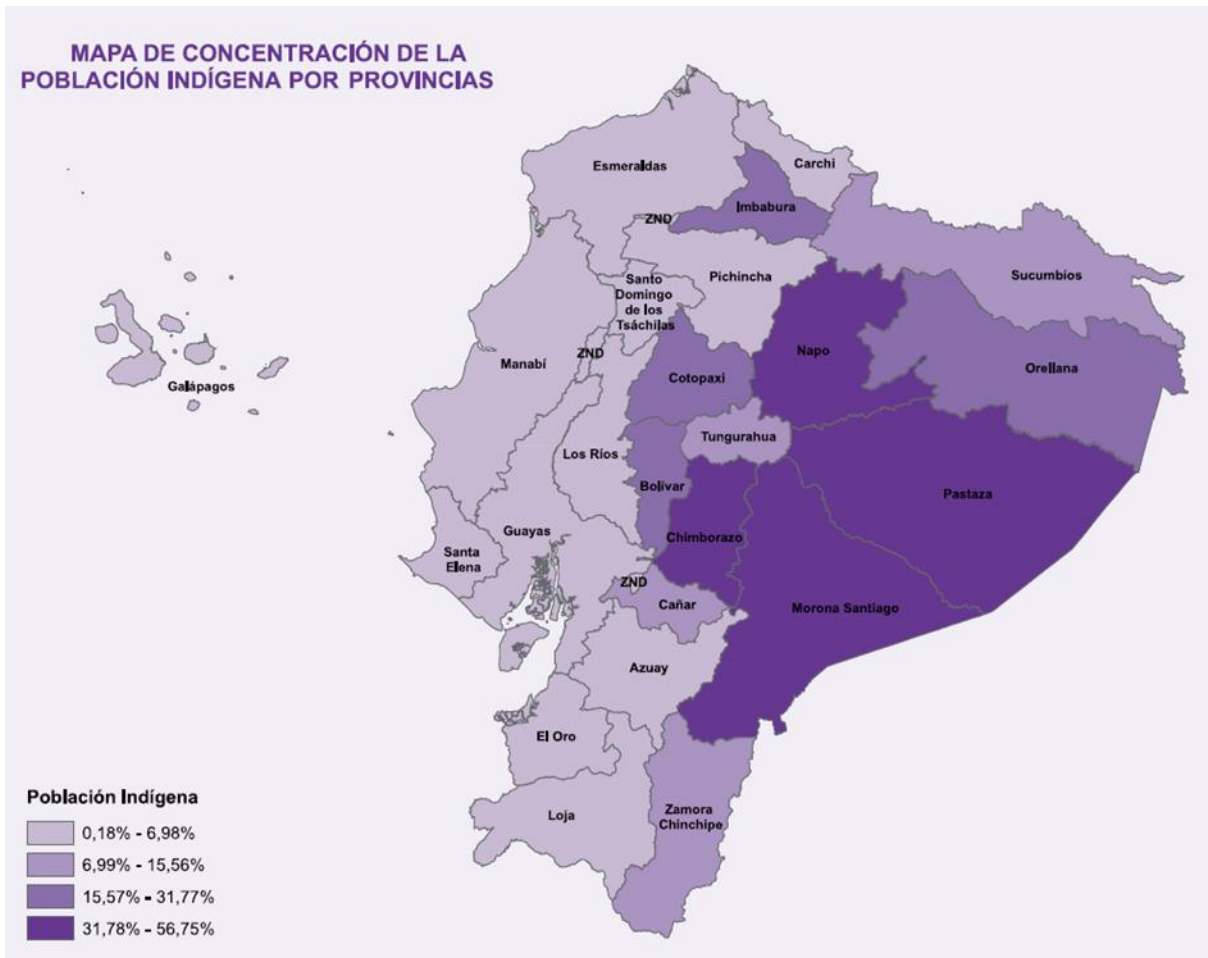 MAPA DE CONCENTRACIÓN DE LA
POBLACIÓN INDÍGENA POR PROVINCIAS
Esmeraldas
Carchi
Imbabura
ZND
Pichincha
Sucumbíos
Santo
Domingo
de los
Tsáchilas
Napo
ZND
Manabí
Cotopaxi
Orellana
Galápagos
Tungurahua
Los Ríos
Bolívar
Pastaza
Guayas
Chimborazo
Santa
Elena
ZND
Cañar
Morona Santiago
Azuay
El Oro
Loja
Zamora
Chinchipe
Población Indígena
0,18% - 6,98%
6,99% - 15,56%
15,57% - 31,77%
31,78% - 56,75%